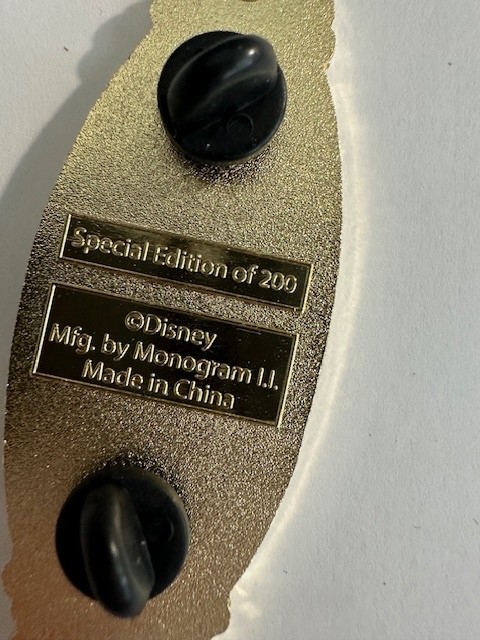 Special Edition of 200
©Disney
Mfg. by Monogram I.I.
Made in China